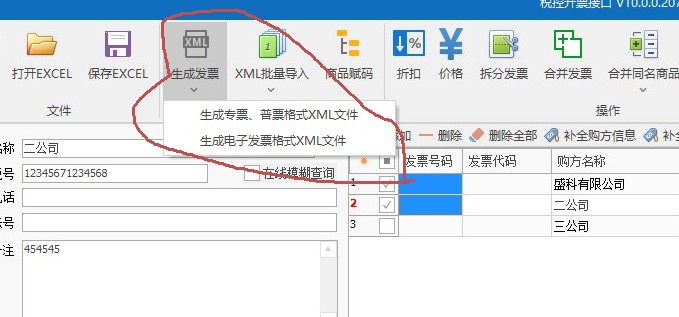 税控开票接口 V10.0.0.207
打开EXCEL
保存EXCEL
生成发票
XML批量导入
商品赋码
折扣
价格
拆分发票
合并发票
合并同名商品
文件
操作
生成专票、普票格式XML文件
生成电子发票格式XML文件
加
删除
删除全部
补全购方信息
补全商品
名称
二公司
税号
12345671234568
在线模糊查询
电话
账号
备注
454545
发票号码
发票代码
购方名称
1
盛科有限公司
2
二公司
3
三公司